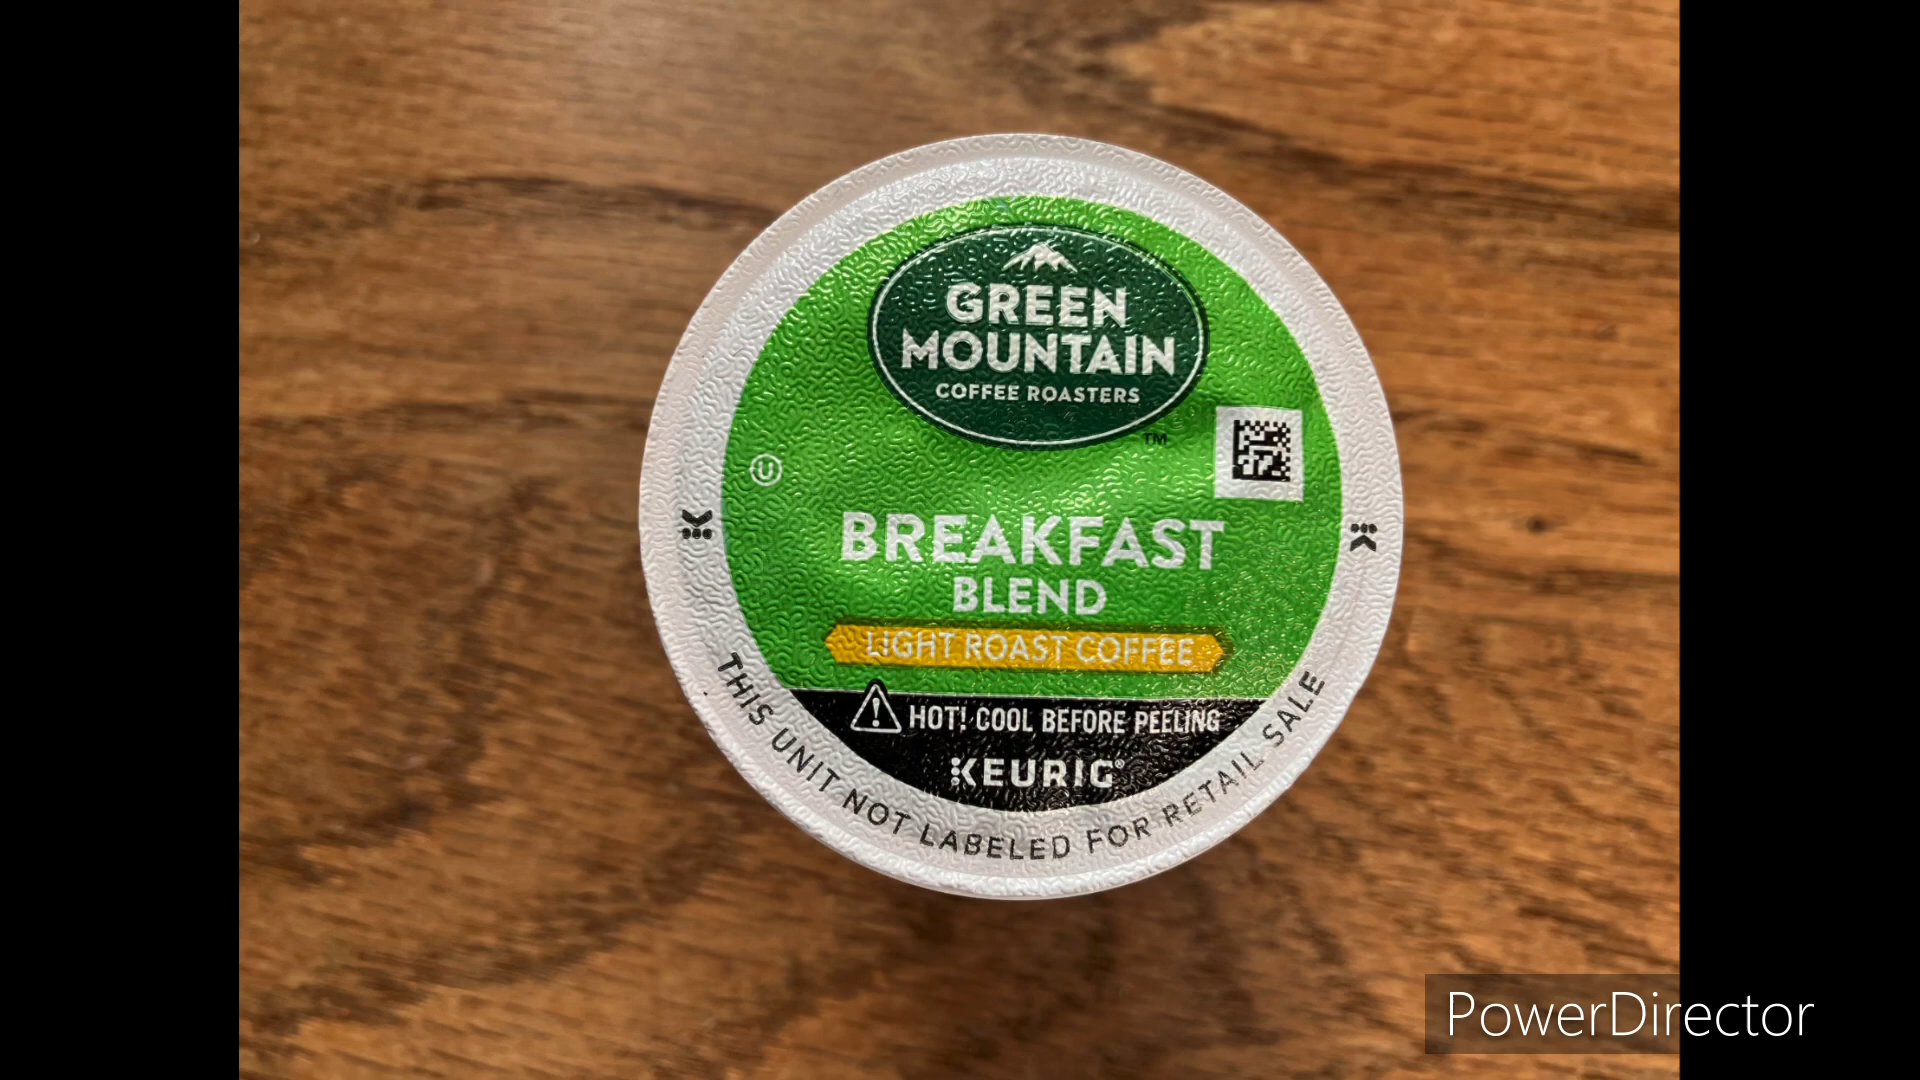 GREEN
MOUNTAIN
COFFEE ROASTERS
TM
U
BREAKFAST
BLEND
LIGHT ROAST COFFEE
HOT! COOL BEFORE PEELING
KEURIG®
THIS UNIT NOT LABELED FOR RETAIL SALE
K
K
PowerDirector